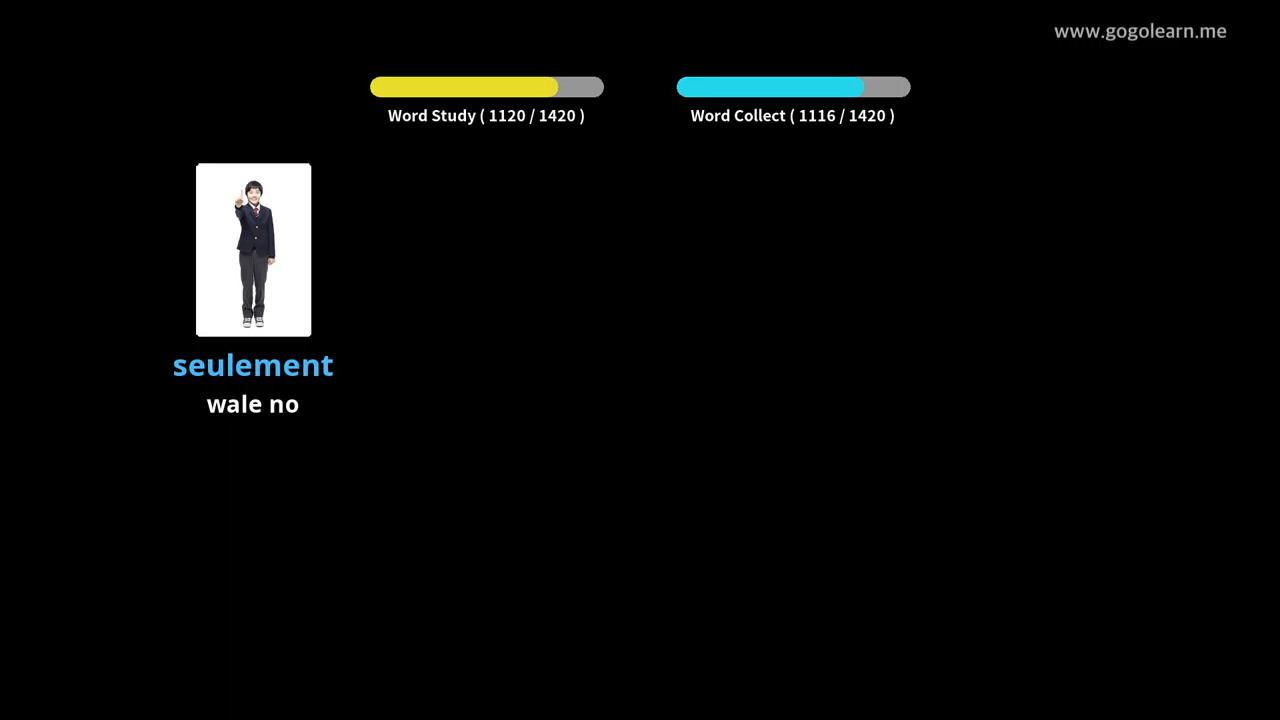 www.gogolearn.me
Word Study ( 1120 / 1420 )
Word Collect ( 1116 / 1420 )
seulement
wale no